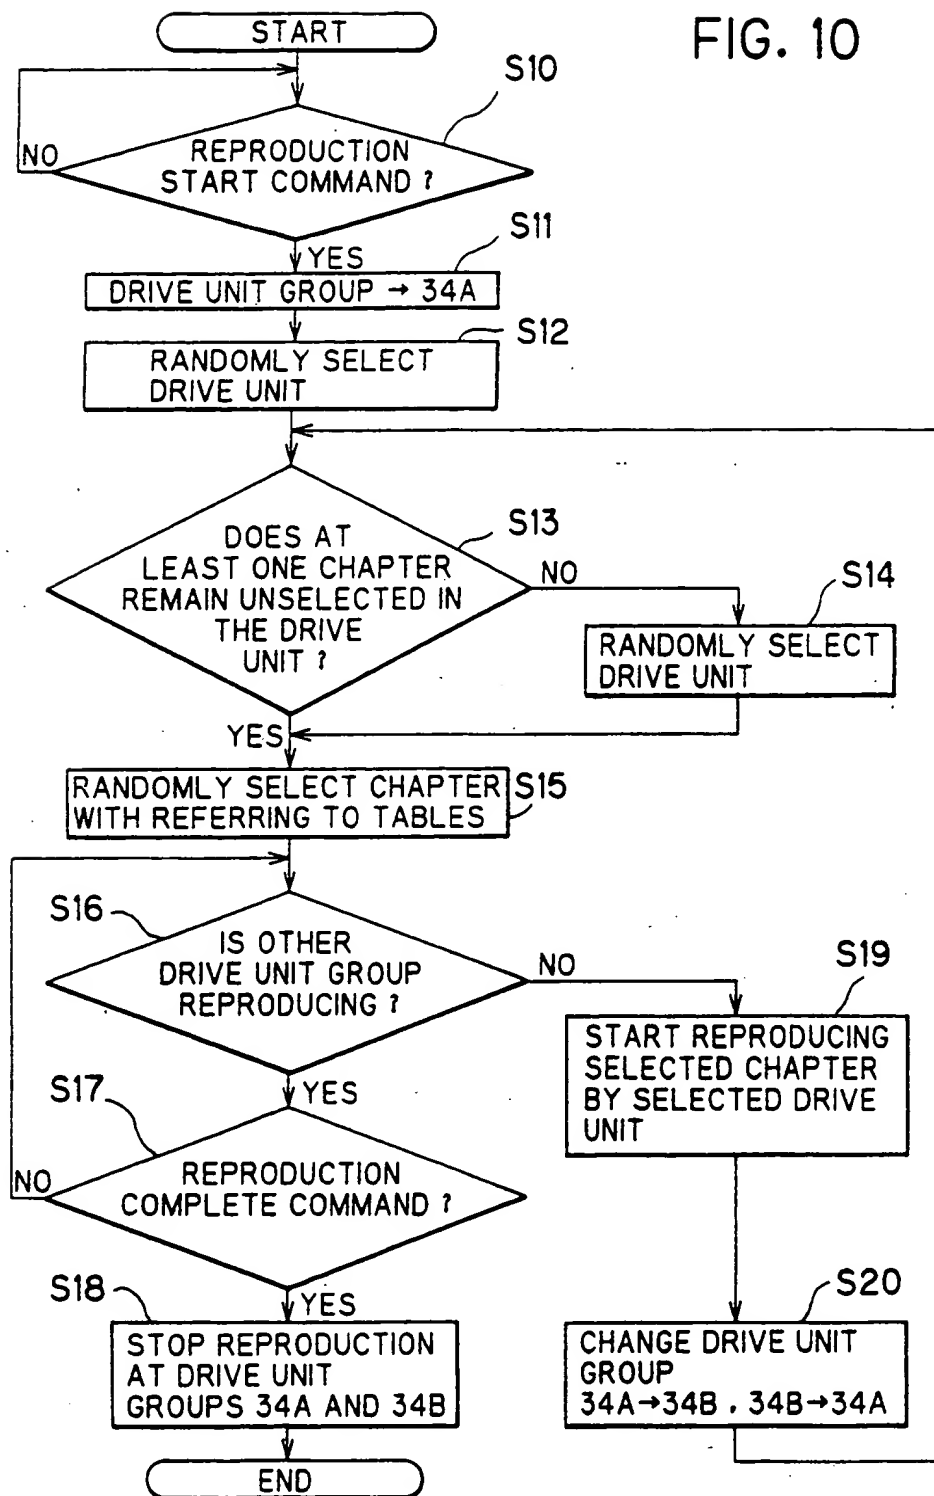 FIG. 10
START
S10
NO
REPRODUCTION
START COMMAND ?
S11
YES
DRIVE UNIT GROUP → 34A
S12
RANDOMLY SELECT
DRIVE UNIT
S13
DOES AT
LEAST ONE CHAPTER
REMAIN UNSELECTED IN
THE DRIVE
UNIT ?
NO
S14
RANDOMLY SELECT
DRIVE UNIT
YES
RANDOMLY SELECT CHAPTER
WITH REFERRING TO TABLES
S15
S16
IS OTHER
DRIVE UNIT GROUP
REPRODUCING ?
NO
S19
START REPRODUCING
SELECTED CHAPTER
BY SELECTED DRIVE
UNIT
YES
S17
REPRODUCTION
COMPLETE COMMAND ?
NO
S18
YES
STOP REPRODUCTION
AT DRIVE UNIT
GROUPS 34A AND 34B
S20
CHANGE DRIVE UNIT
GROUP
34A→34B . 34B→34A
END